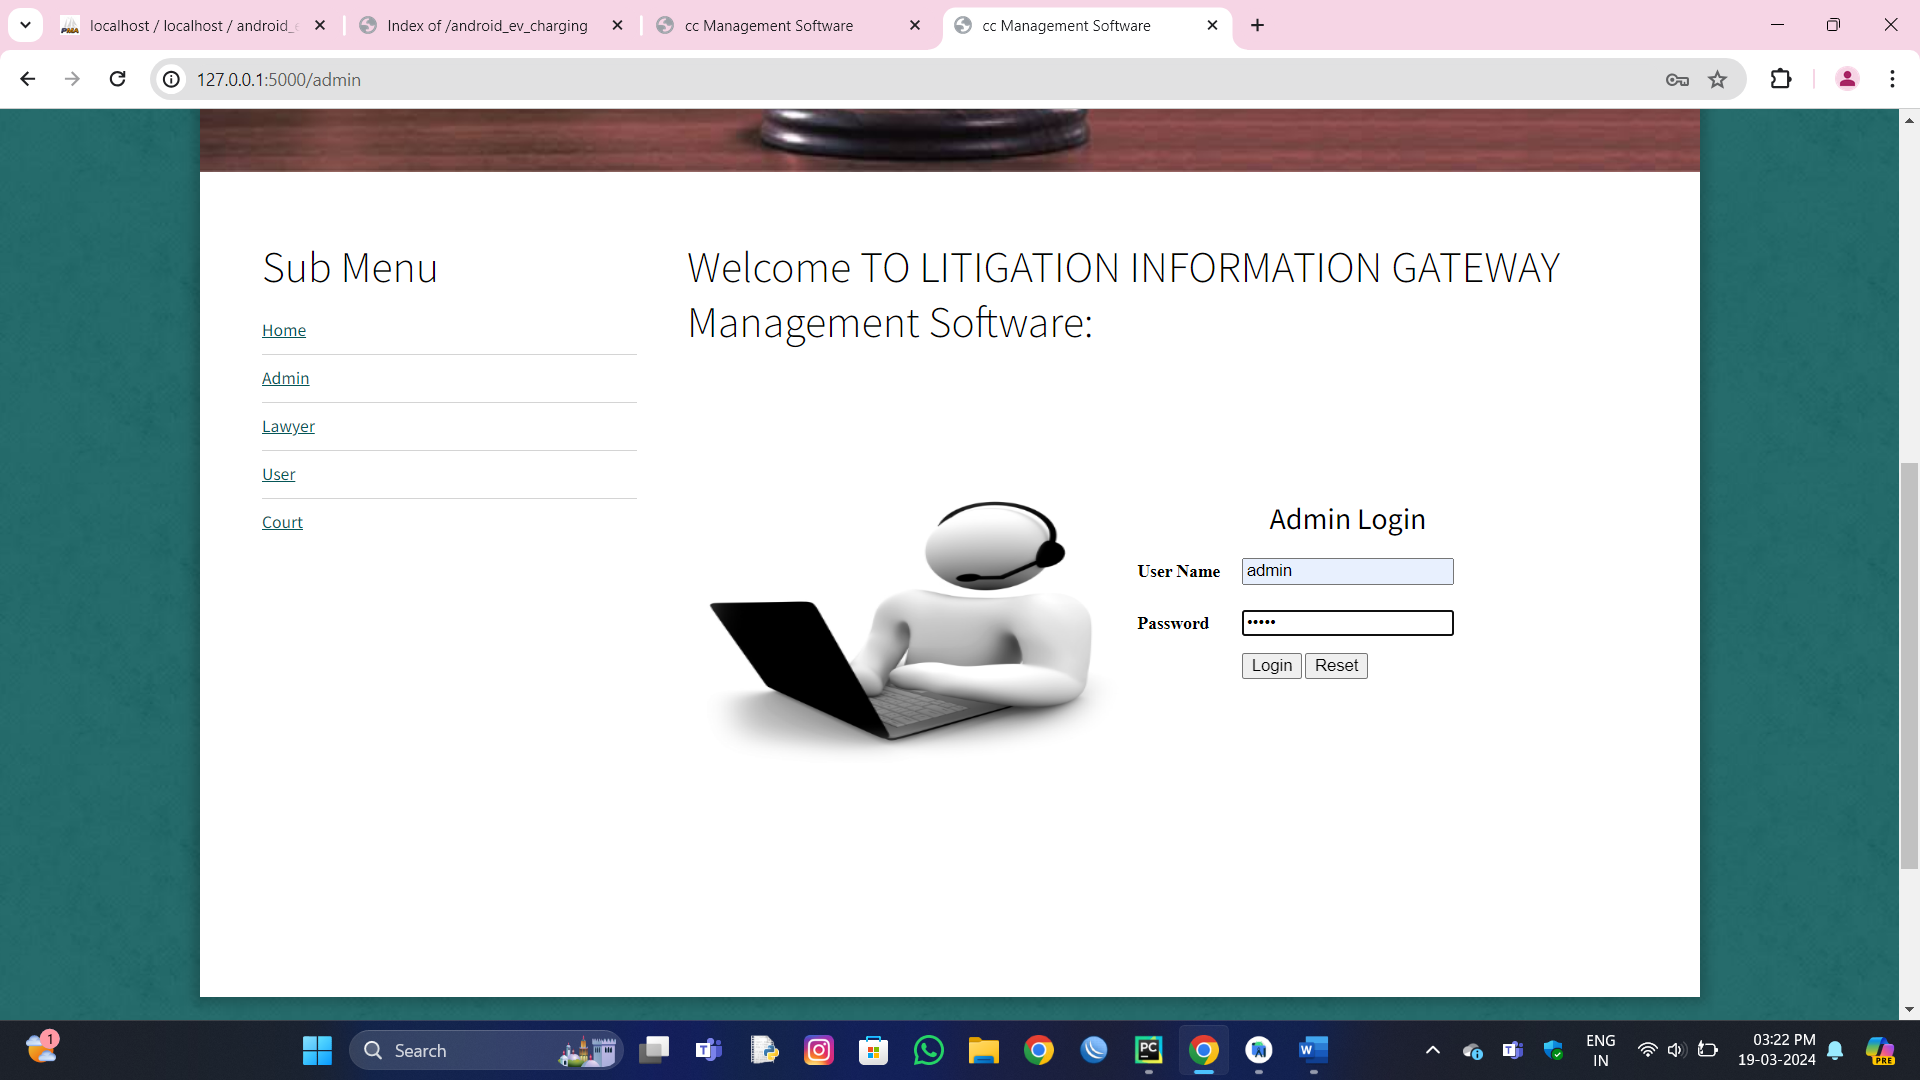 localhost / localhost / android_e
Index of /android_ev_charging
cc Management Software
cc Management Software
127.0.0.1:5000/admin
Sub Menu
Home
Admin
Lawyer
User
Court
Welcome TO LITIGATION INFORMATION GATEWAY
Management Software:
Admin Login
User Name
admin
Password
•••••
Login
Reset
1
Search
ENG
IN
03:22 PM
19-03-2024
PRE